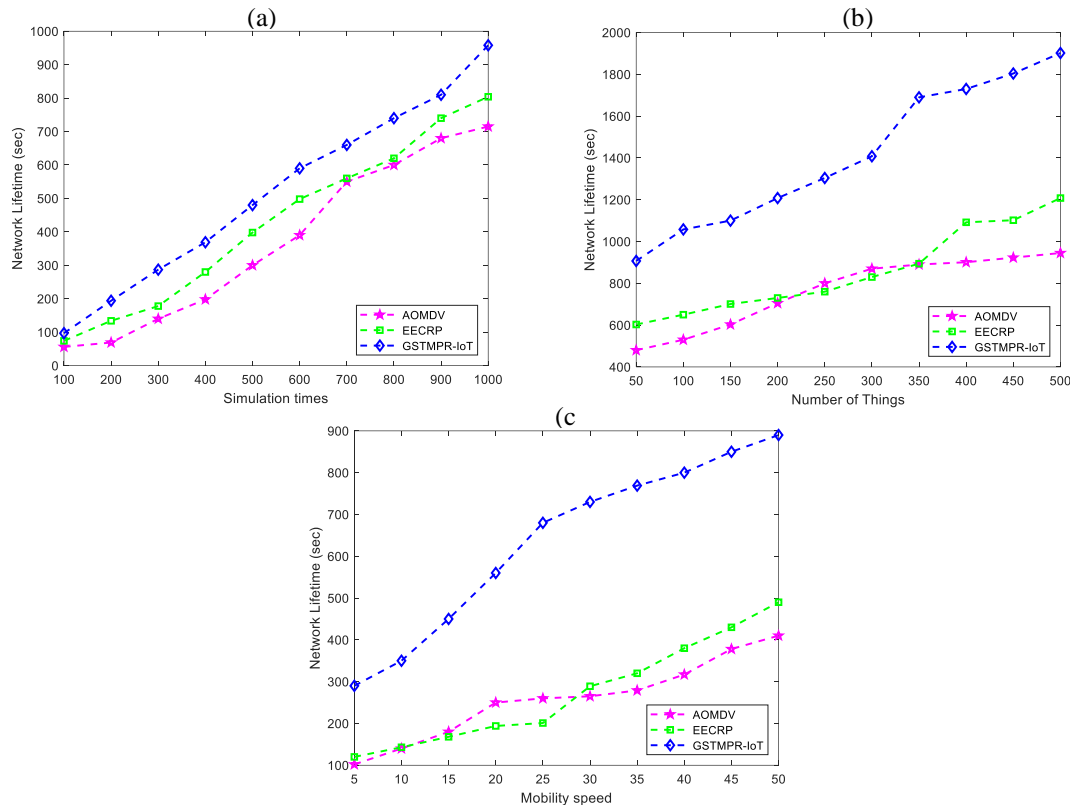 (a)
1000
900
800
700
600
500
400
300
200
100
0
Network Lifetime (sec)
AOMDV
EECRP
GSTMPR-IoT
100 200 300 400 500 600 700 800 900 1000
Simulation times
(b)
2000
1800
1600
1400
1200
1000
800
600
400
Network Lifetime (sec)
AOMDV
EECRP
GSTMPR-IoT
50 100 150 200 250 300 350 400 450 500
Number of Things
(c
900
800
700
600
500
400
300
200
100
Network Lifetime (sec)
AOMDV
EECRP
GSTMPR-IoT
5 10 15 20 25 30 35 40 45 50
Mobility speed